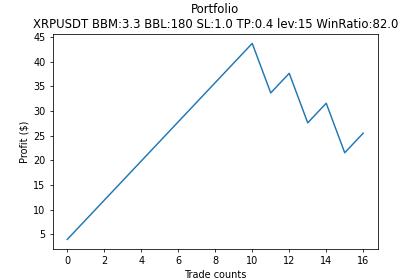 Portfolio
XRPUSDT BBM:3.3 BBL:180 SL:1.0 TP:0.4 lev:15 WinRatio:82.0
45
40
35
30
25
20
15
10
5
Profit ($)
0 2 4 6 8 10 12 14 16
Trade counts